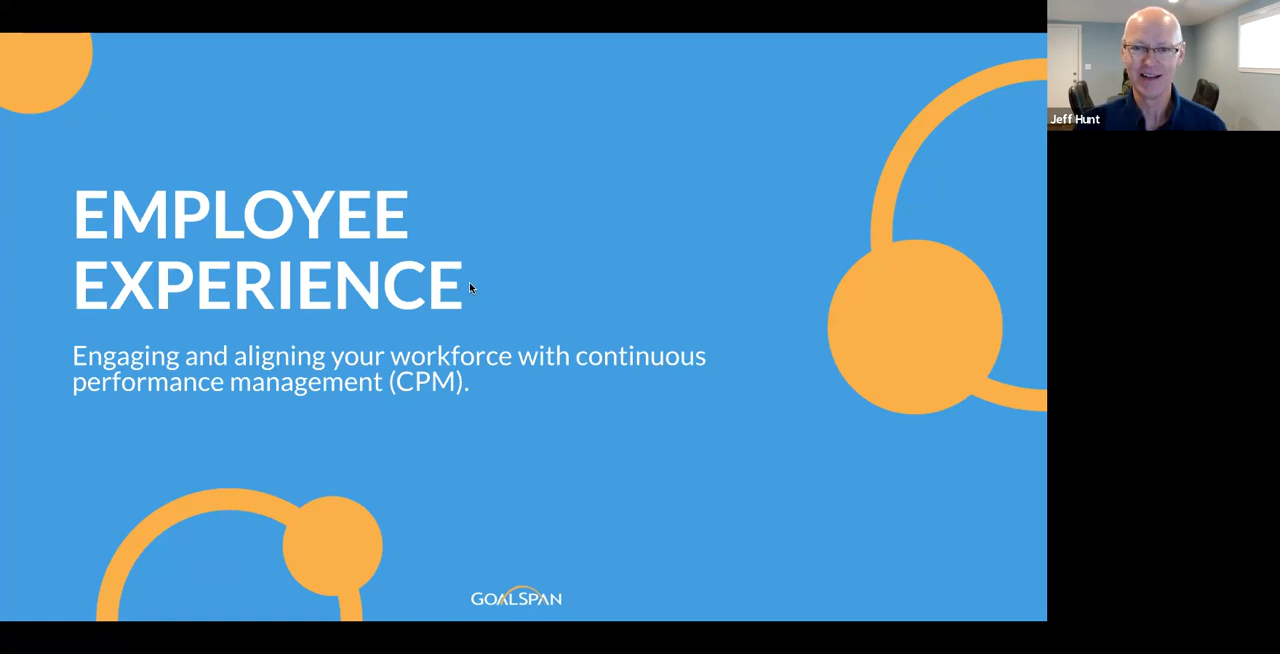 EMPLOYEE
EXPERIENCE
Engaging and aligning your workforce with continuous
performance management (CPM).
GOALSPAN
Jeff Hunt